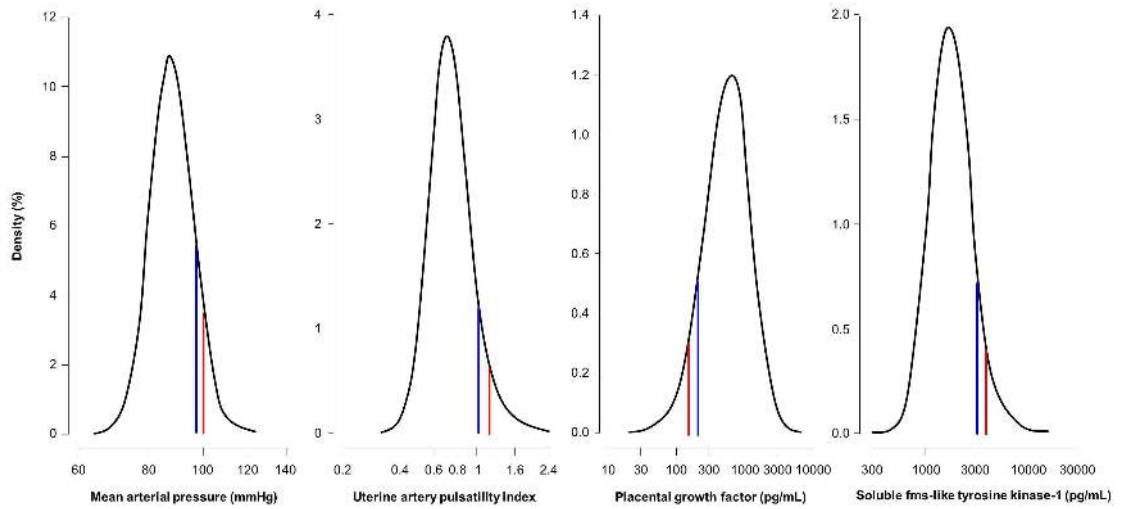 Density (%)
12
10
8
6
4
2
0
60 80 100 120 140
Mean arterial pressure (mmHg)
4
3
2
1
0
0.2 0.4 0.6 0.8 1 1.6 2.4
Uterine artery pulsatility index
1.4
1.2
1.0
0.8
0.6
0.4
0.2
0.0
10 30 100 300 1000 3000 10000
Placental growth factor (pg/mL)
2.0
1.5
1.0
0.5
0.0
300 1000 3000 10000 30000
Soluble fms-like tyrosine kinase-1 (pg/mL)